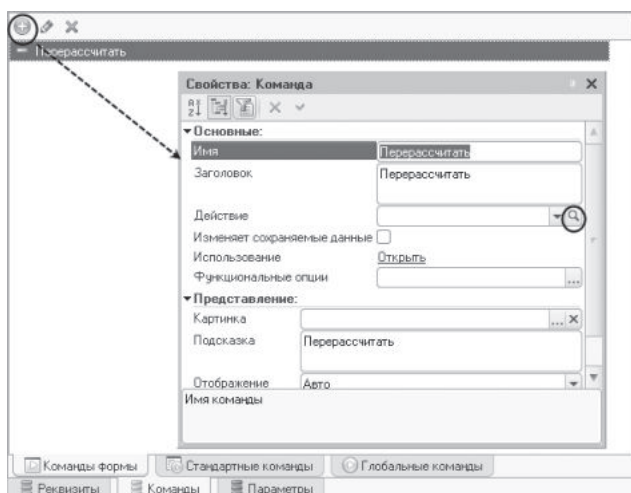 Перерассчитать
Свойства: Команда
Основные:
Имя
Перерассчитать
Заголовок
Перерассчитать
Действие
Изменяет сохраняемые данные
Использование
Открыть
Функциональные опции
...
Представление:
Картинка
...
Подсказка
Перерассчитать
Отображение
Авто
Имя команды
Команды формы
Стандартные команды
Глобальные команды
Реквизиты
Команды
Параметры